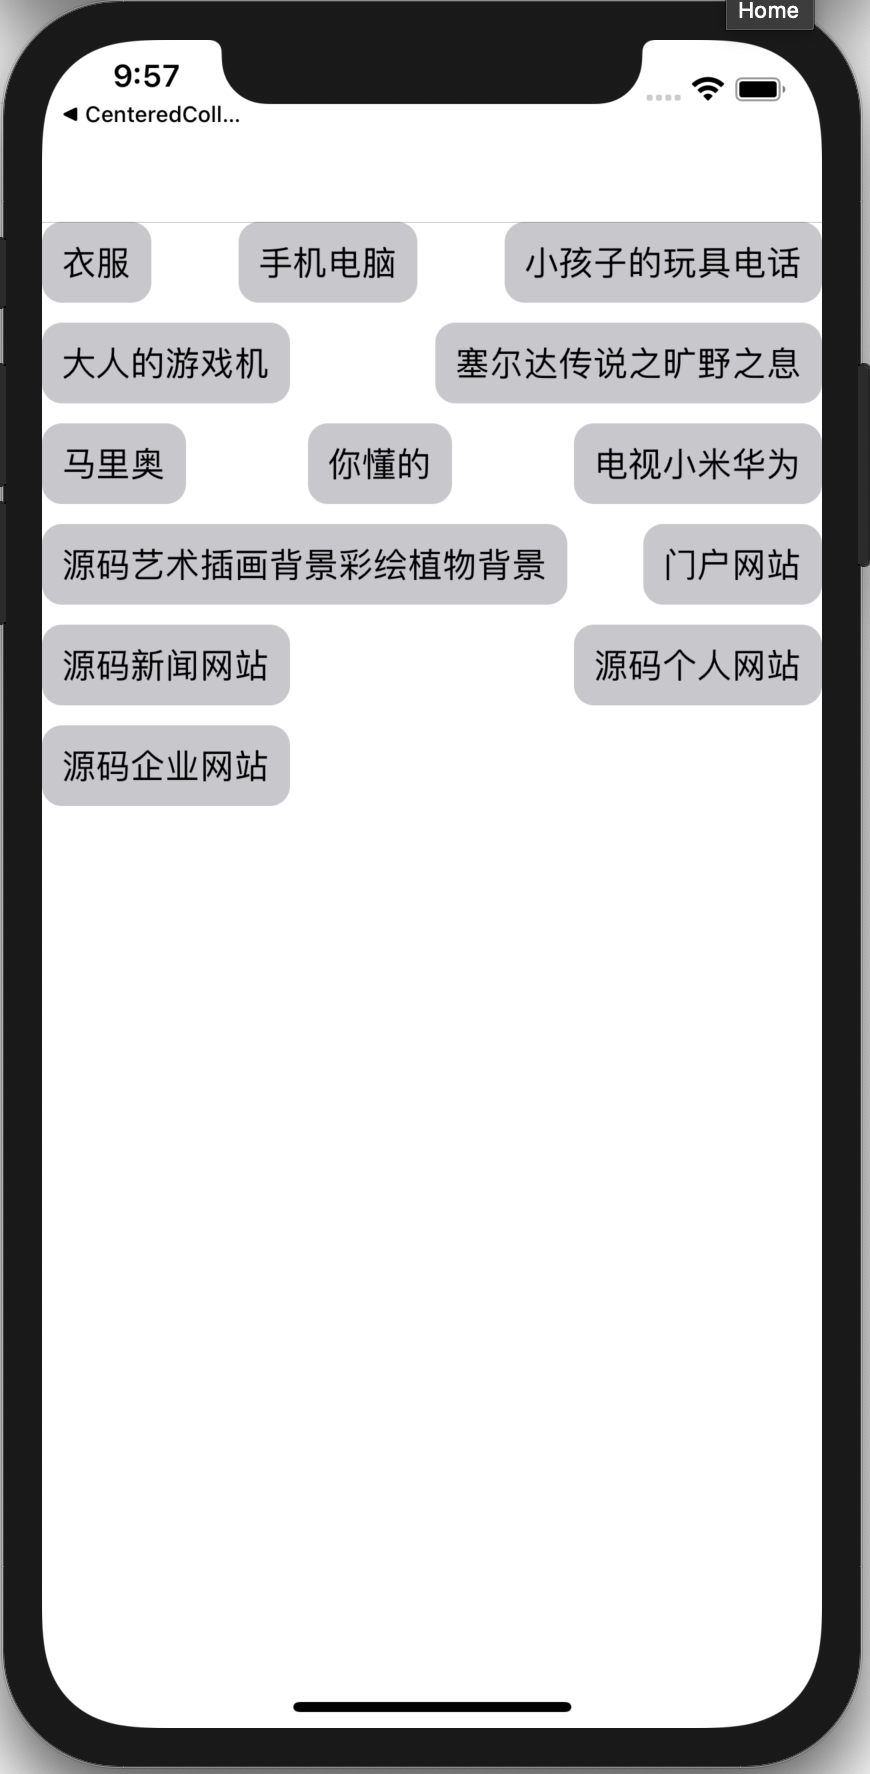 Home
9:57
◀ CenteredColl...
衣服 手机电脑 小孩子的玩具电话
大人的游戏机 塞尔达传说之旷野之息
马里奥 你懂的 电视小米华为
源码艺术插画背景彩绘植物背景 门户网站
源码新闻网站 源码个人网站
源码企业网站